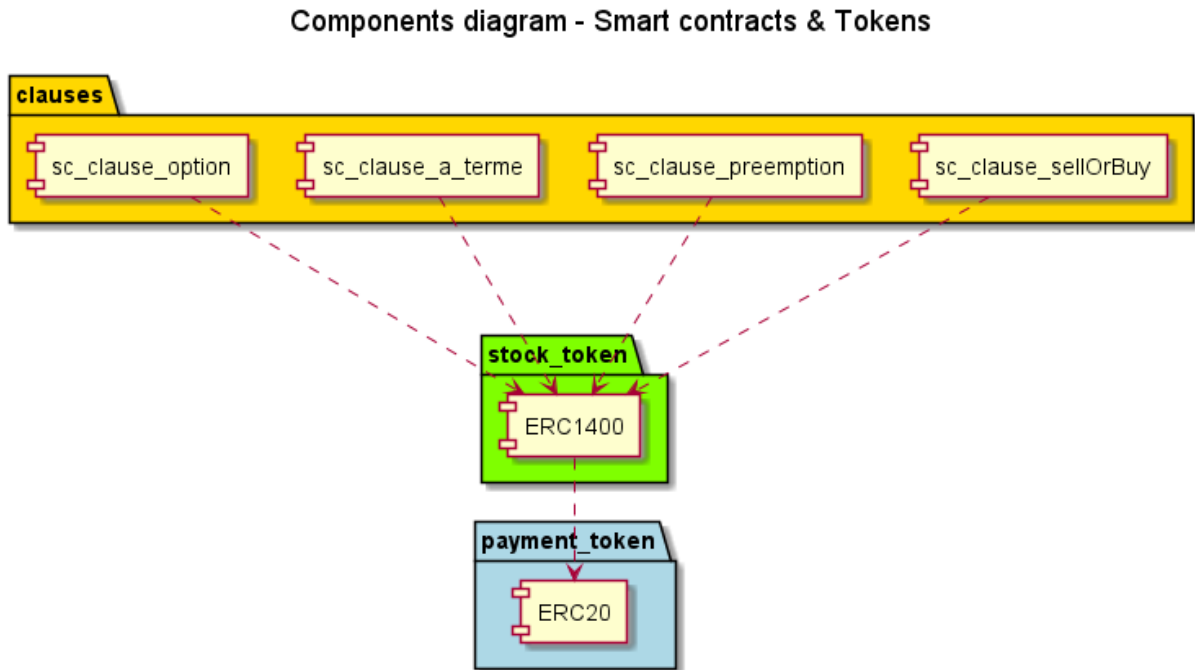 Components diagram - Smart contracts & Tokens
clauses
sc_clause_option
sc_clause_a_terme
sc_clause_preemption
sc_clause_sellOrBuy
stock_token
ERC1400
payment_token
ERC20